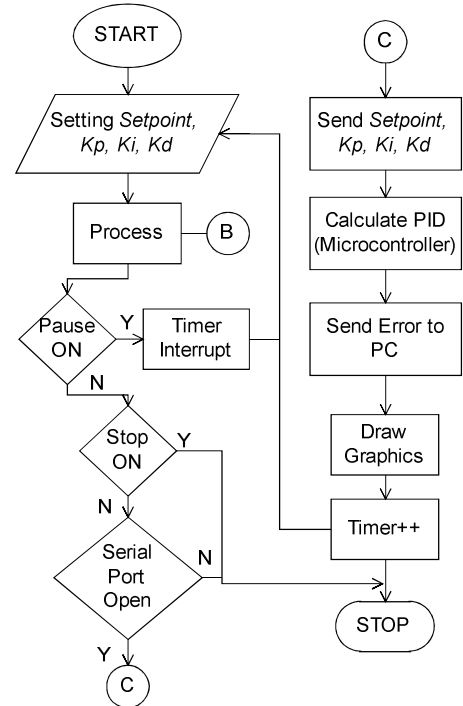 START
Setting Setpoint,
Kp, Ki, Kd
Process
B
Pause
ON
Y
Timer
Interrupt
N
Stop
ON
Y
N
Serial
Port
Open
N
Y
C
C
Send Setpoint,
Kp, Ki, Kd
Calculate PID
(Microcontroller)
Send Error to
PC
Draw
Graphics
Timer++
STOP